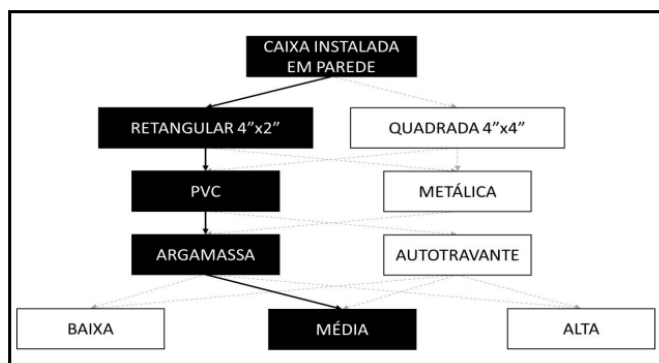 CAIXA INSTALADA
EM PAREDE
RETANGULAR 4”x2”
QUADRADA 4”x4”
PVC
METÁLICA
ARGAMASSA
AUTOTRAVANTE
BAIXA
MÉDIA
ALTA